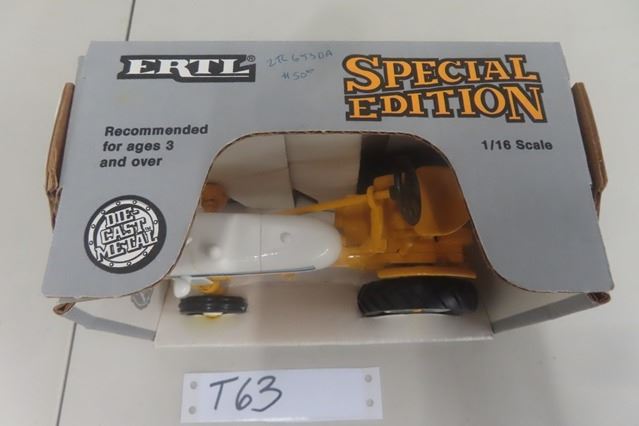 ERTL®
SPECIAL
EDITION
Recommended
for ages 3
and over
1/16 Scale
DIE-
CAST
METAL
T63